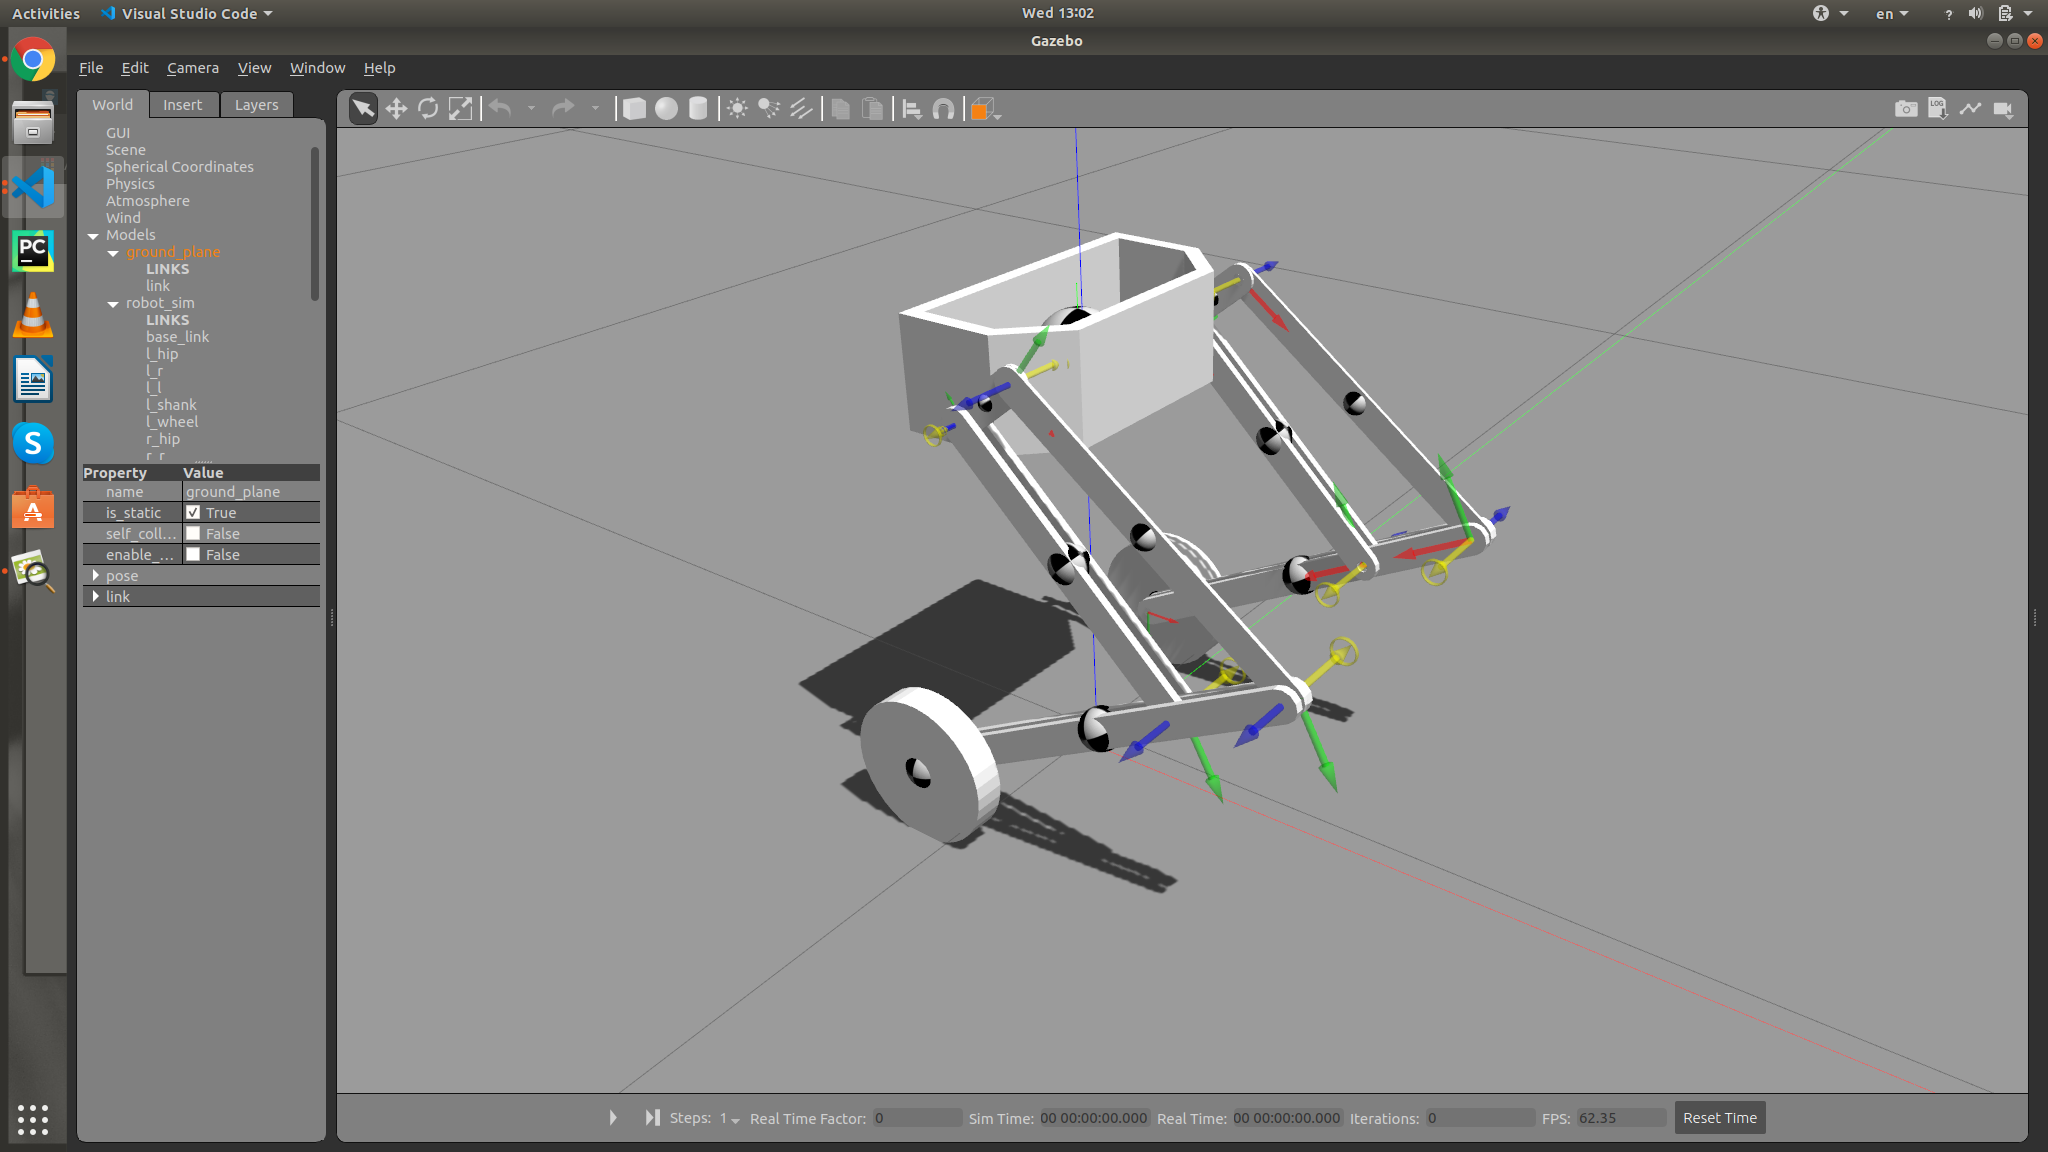 Activities Visual Studio Code Wed 13:02 en ?
Gazebo
File Edit Camera View Window Help
World Insert Layers
LOG
GUI
Scene
Spherical Coordinates
Physics
Atmosphere
Wind
Models
ground_plane
LINKS
link
robot_sim
LINKS
base_link
l_hip
l_r
l_l
l_shank
l_wheel
r_hip
r_r
Property Value
name ground_plane
is_static True
self_coll... False
enable_... False
pose
link
PC
S
A
Steps: 1 Real Time Factor: 0 Sim Time: 00 00:00:00.000 Real Time: 00 00:00:00.000 Iterations: 0 FPS: 62.35 Reset Time